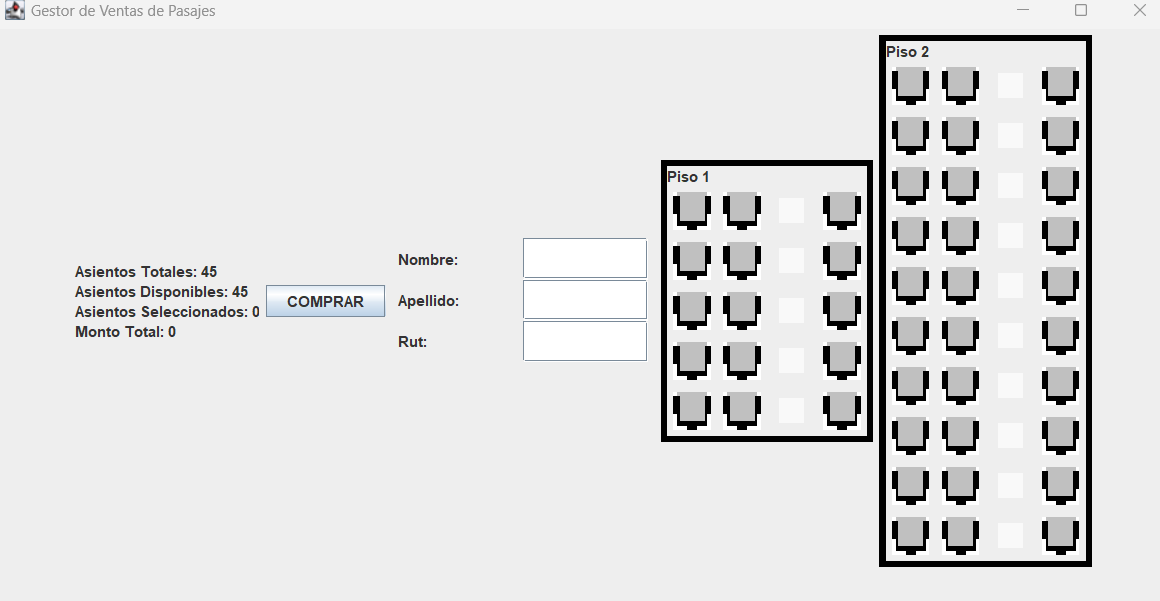 Gestor de Ventas de Pasajes
Asientos Totales: 45
Asientos Disponibles: 45
Asientos Seleccionados: 0
Monto Total: 0
COMPRAR
Nombre:
Apellido:
Rut:
Piso 1
Piso 2